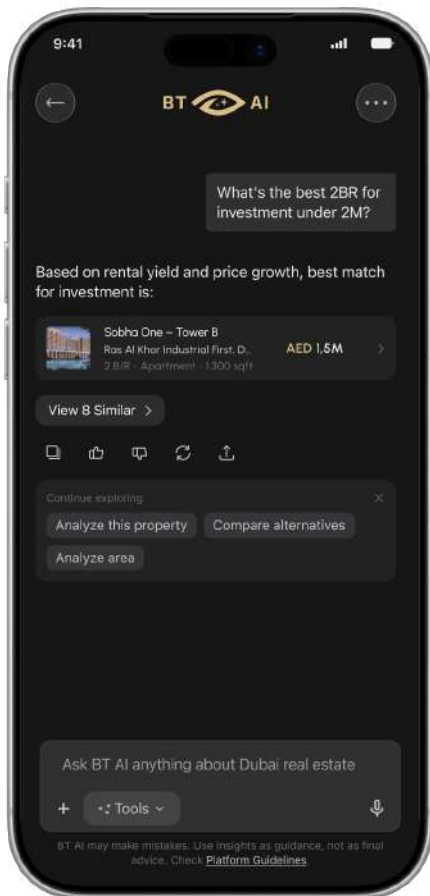 9:41
BT AI
What's the best 2BR for
investment under 2M?
Based on rental yield and price growth, best match
for investment is:
Sobha One – Tower B
Ras Al Khor Industrial First, D..
AED 1,5M
2 B/R · Apartment · 1300 sqft
View 8 Similar
Continue exploring
Analyze this property
Compare alternatives
Analyze area
Ask BT AI anything about Dubai real estate
Tools
BT AI may make mistakes. Use insights as guidance, not as final
advice. Check Platform Guidelines